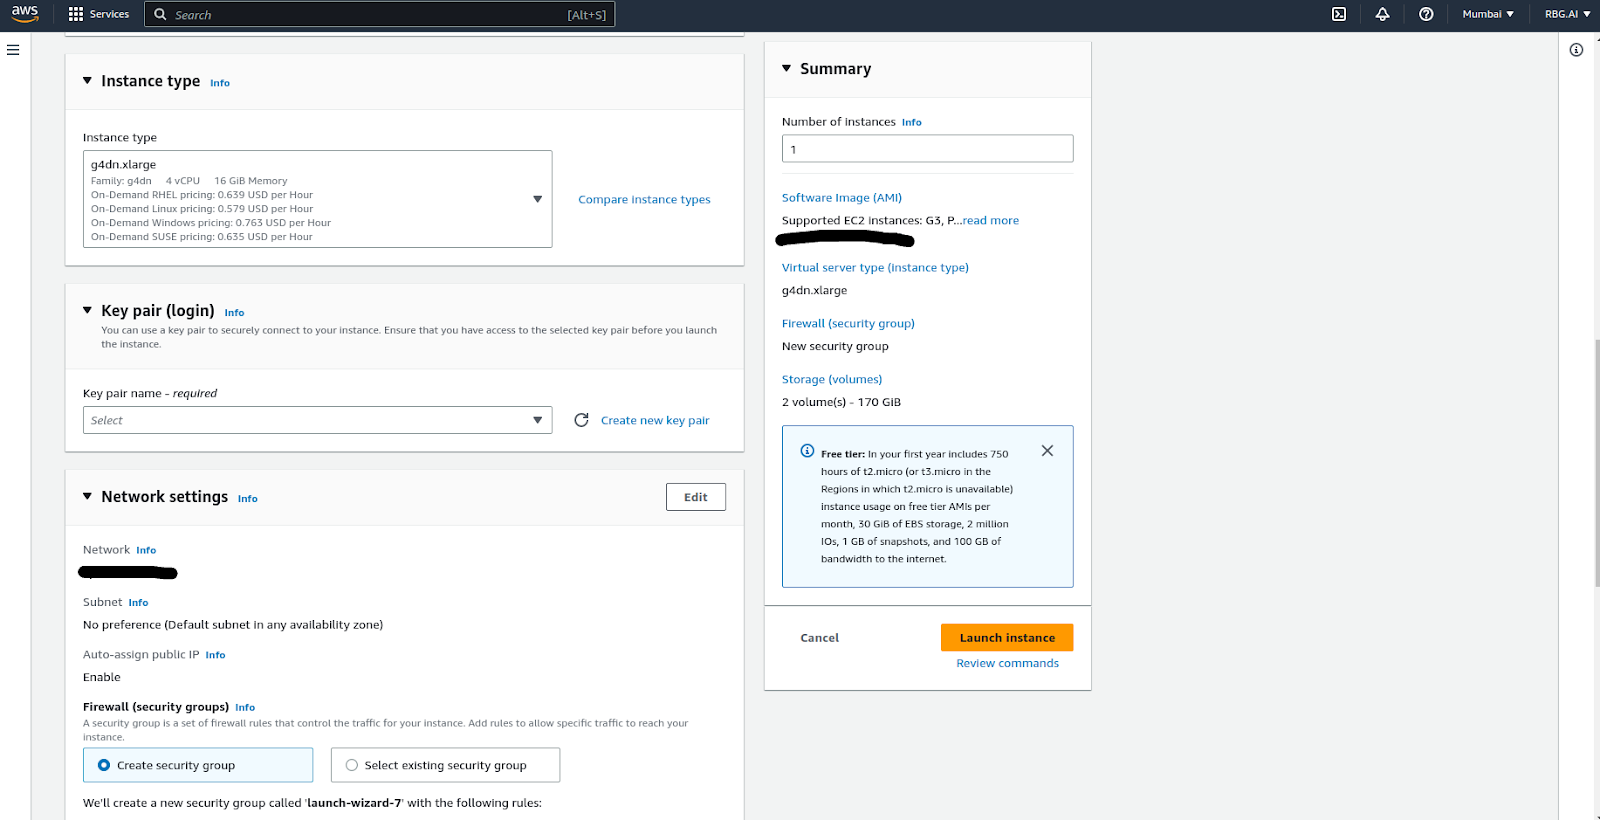 aws
Services
Search
[Alt+S]
Mumbai
RBG.AI
Instance type Info
Instance type
g4dn.xlarge
Family: g4dn 4 vCPU 16 GiB Memory
On-Demand RHEL pricing: 0.639 USD per Hour
On-Demand Linux pricing: 0.579 USD per Hour
On-Demand Windows pricing: 0.763 USD per Hour
On-Demand SUSE pricing: 0.635 USD per Hour
Compare instance types
Key pair (login) Info
You can use a key pair to securely connect to your instance. Ensure that you have access to the selected key pair before you launch
the instance.
Key pair name - required
Select
Create new key pair
Network settings Info
Edit
Network Info
Subnet Info
No preference (Default subnet in any availability zone)
Auto-assign public IP Info
Enable
Firewall (security groups) Info
A security group is a set of firewall rules that control the traffic for your instance. Add rules to allow specific traffic to reach your
instance.
Create security group
Select existing security group
We'll create a new security group called 'launch-wizard-7' with the following rules:
Summary
Number of instances Info
1
Software Image (AMI)
Supported EC2 instances: G3, P...read more
Virtual server type (instance type)
g4dn.xlarge
Firewall (security group)
New security group
Storage (volumes)
2 volume(s) - 170 GiB
Free tier: In your first year includes 750
hours of t2.micro (or t3.micro in the
Regions in which t2.micro is unavailable)
instance usage on free tier AMIs per
month, 30 GiB of EBS storage, 2 million
IOs, 1 GB of snapshots, and 100 GB of
bandwidth to the internet.
Cancel
Launch instance
Review commands